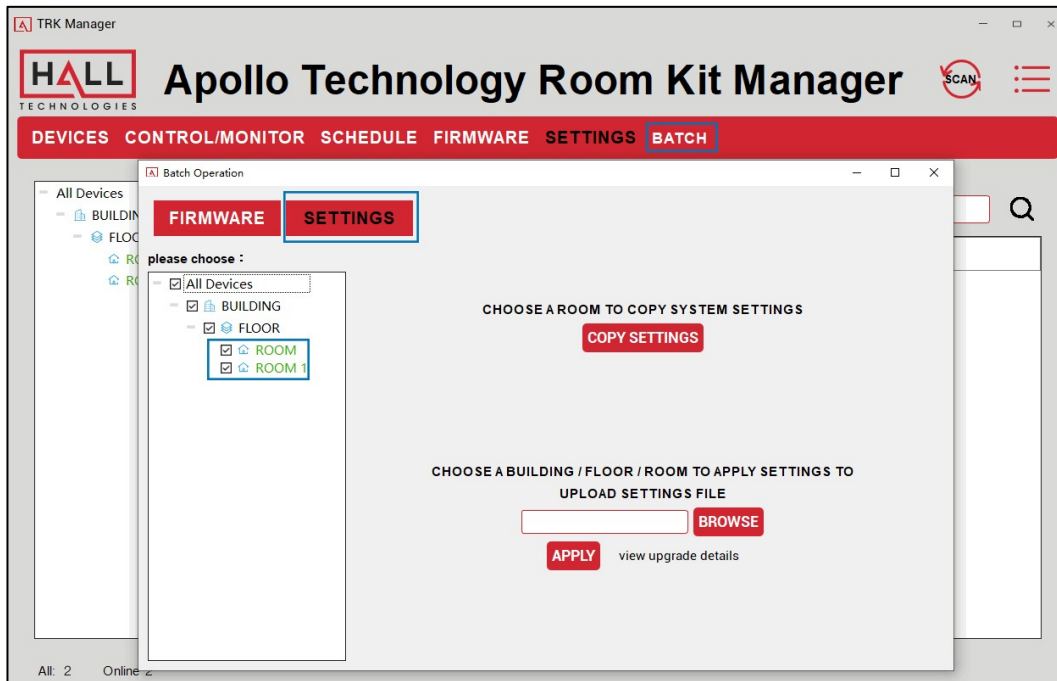 TRK Manager
HALL
TECHNOLOGIES
Apollo Technology Room Kit Manager
SCAN
DEVICES CONTROL/MONITOR SCHEDULE FIRMWARE SETTINGS BATCH
Batch Operation
All Devices
FIRMWARE SETTINGS
please choose :
All Devices
BUILDING
FLOOR
ROOM
ROOM 1
CHOOSE A ROOM TO COPY SYSTEM SETTINGS
COPY SETTINGS
CHOOSE A BUILDING / FLOOR / ROOM TO APPLY SETTINGS TO
UPLOAD SETTINGS FILE
BROWSE
APPLY view upgrade details
All: 2 Online 2